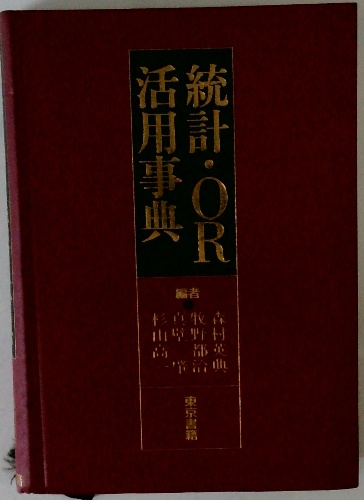 統計・OR
活用事典
編者●
森村英典
牧野都治
真壁肇
杉山高一
東京書籍